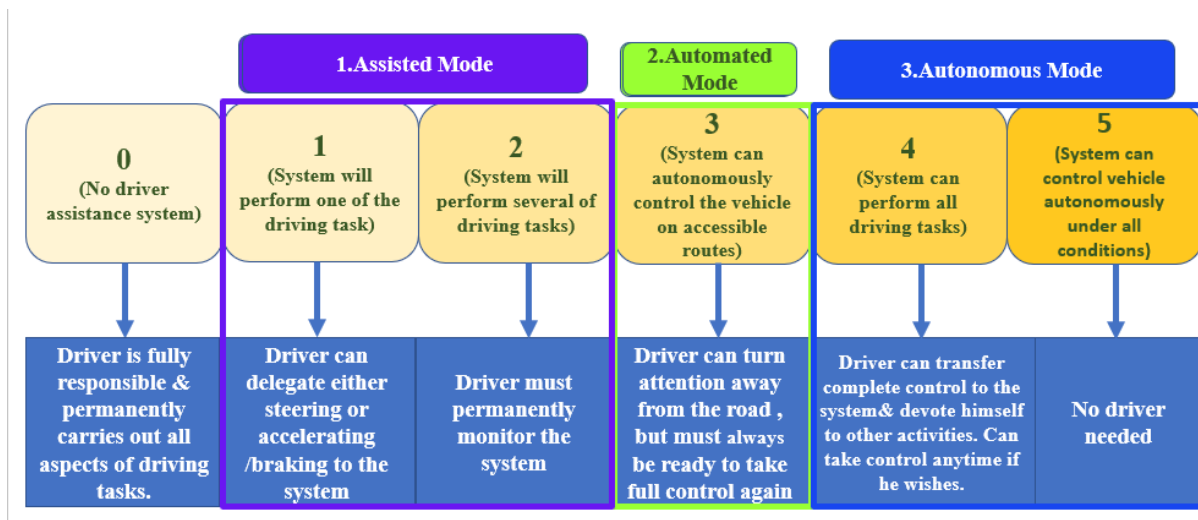 1.Assisted Mode
2.Automated
Mode
3.Autonomous Mode
0
(No driver
assistance system)
1
(System will
perform one of the
driving task)
2
(System will
perform several of
driving tasks)
3
(System can
autonomously
control the vehicle
on accessible
routes)
4
(System can
perform all
driving tasks)
5
(System can
control vehicle
autonomously
under all
conditions)
Driver is fully
responsible &
permanently
carries out all
aspects of driving
tasks.
Driver can
delegate either
steering or
accelerating
/braking to the
system
Driver must
permanently
monitor the
system
Driver can turn
attention away
from the road ,
but must always
be ready to take
full control again
Driver can transfer
complete control to the
system& devote himself
to other activities. Can
take control anytime if
he wishes.
No driver
needed